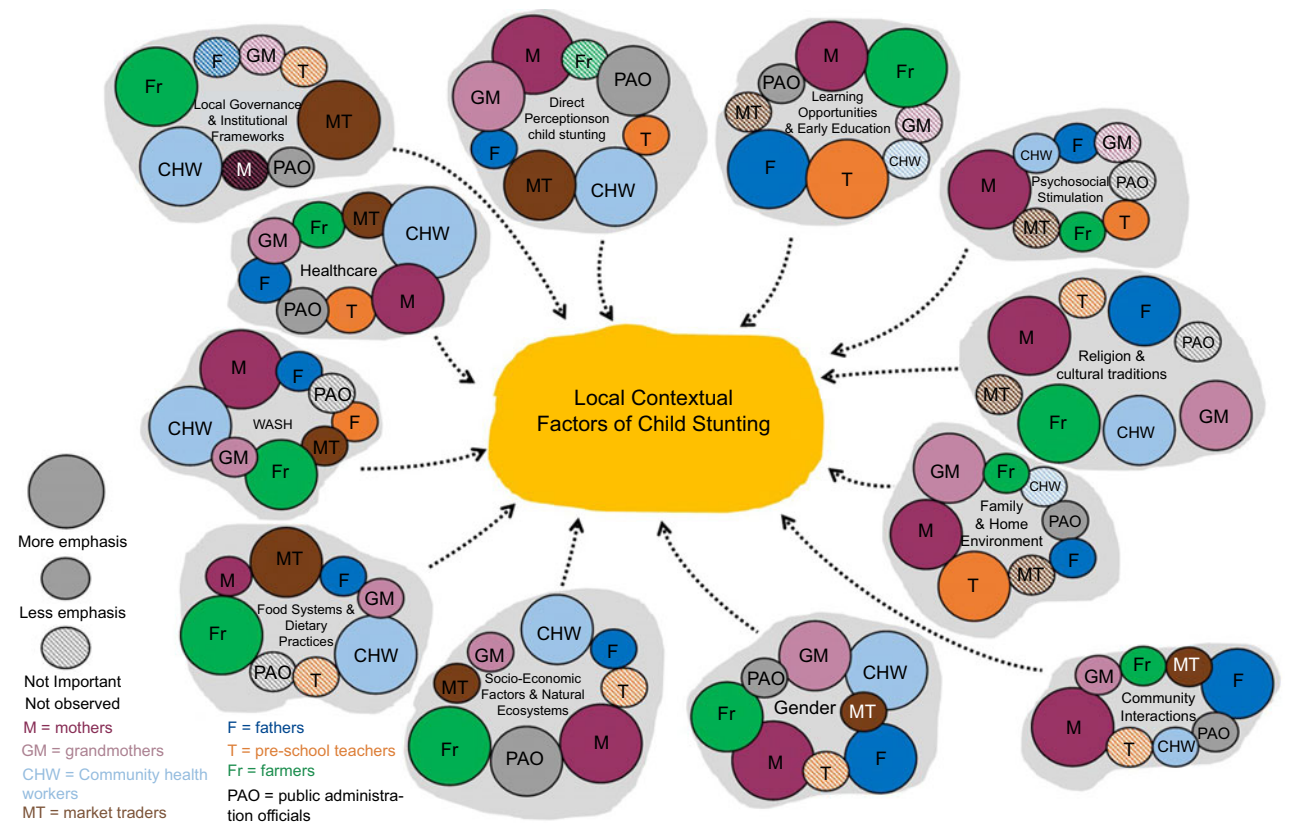 F
GM
T
Fr
Local Governance
& Institutional
Frameworks
MT
CHW
M
PAO
M
Fr
PAO
GM
Direct
Perceptionson
child stunting
T
F
MT
CHW
M
Fr
PAO
MT
Learning
Opportunities
& Early Education
GM
CHW
F
T
CHW
F
GM
M
Psychosocial
Stimulation
PAO
MT
Fr
T
Fr
MT
CHW
GM
Healthcare
F
PAO
T
M
T
F
M
PAO
Religion &
cultural traditions
MT
Fr
CHW
GM
M
F
PAO
CHW
WASH
F
MT
GM
Fr
Local Contextual
Factors of Child Stunting
GM
Fr
CHW
Family
& Home
Environment
PAO
M
F
T
MT
MT
M
F
GM
Food Systems &
Dietary
Practices
Fr
CHW
PAO
T
CHW
GM
F
MT
Socio-Economic
Factors & Natural
Ecosystems
T
Fr
PAO
M
GM
CHW
PAO
Fr
Gender
MT
M
T
F
GM
Fr
MT
F
Community
Interactions
M
T
CHW
PAO
More emphasis
Less emphasis
Not Important
Not observed
M = mothers
GM = grandmothers
CHW = Community health
workers
MT = market traders
F = fathers
T = pre-school teachers
Fr = farmers
PAO = public administra-
tion officials